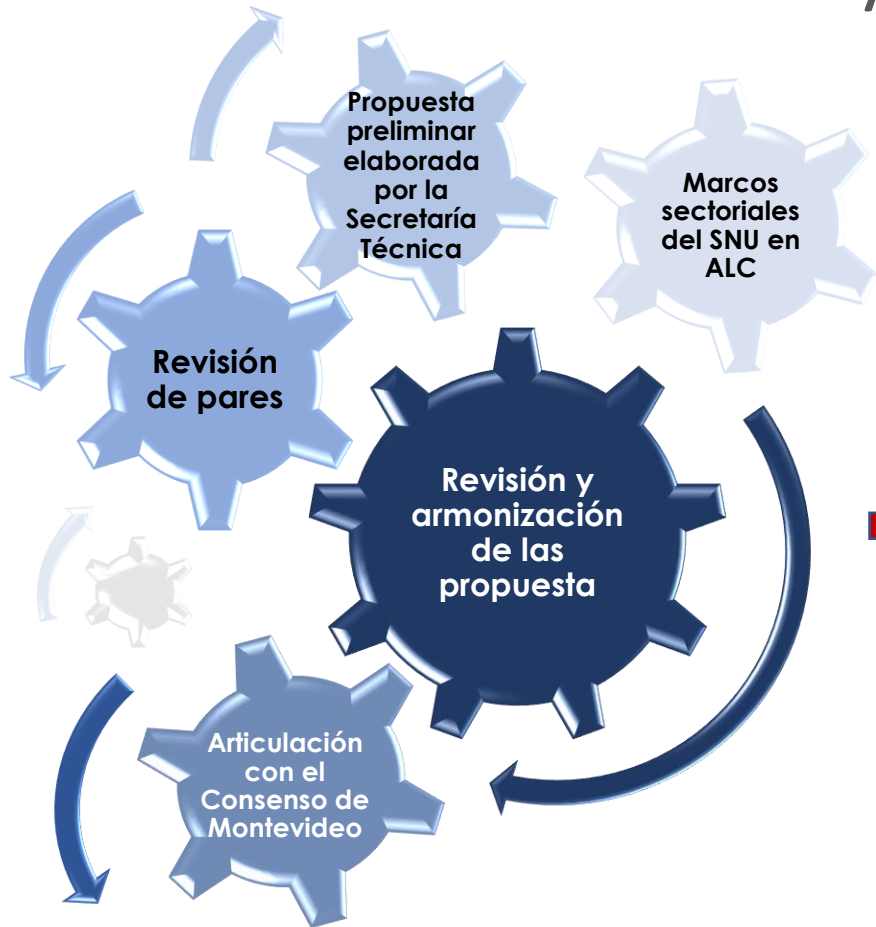 Propuesta
preliminar
elaborada
por la
Secretaría
Técnica
Marcos
sectoriales
del SNU en
ALC
Revisión
de pares
Revisión y
armonización
de las
propuesta
Articulación
con el
Consenso de
Montevideo